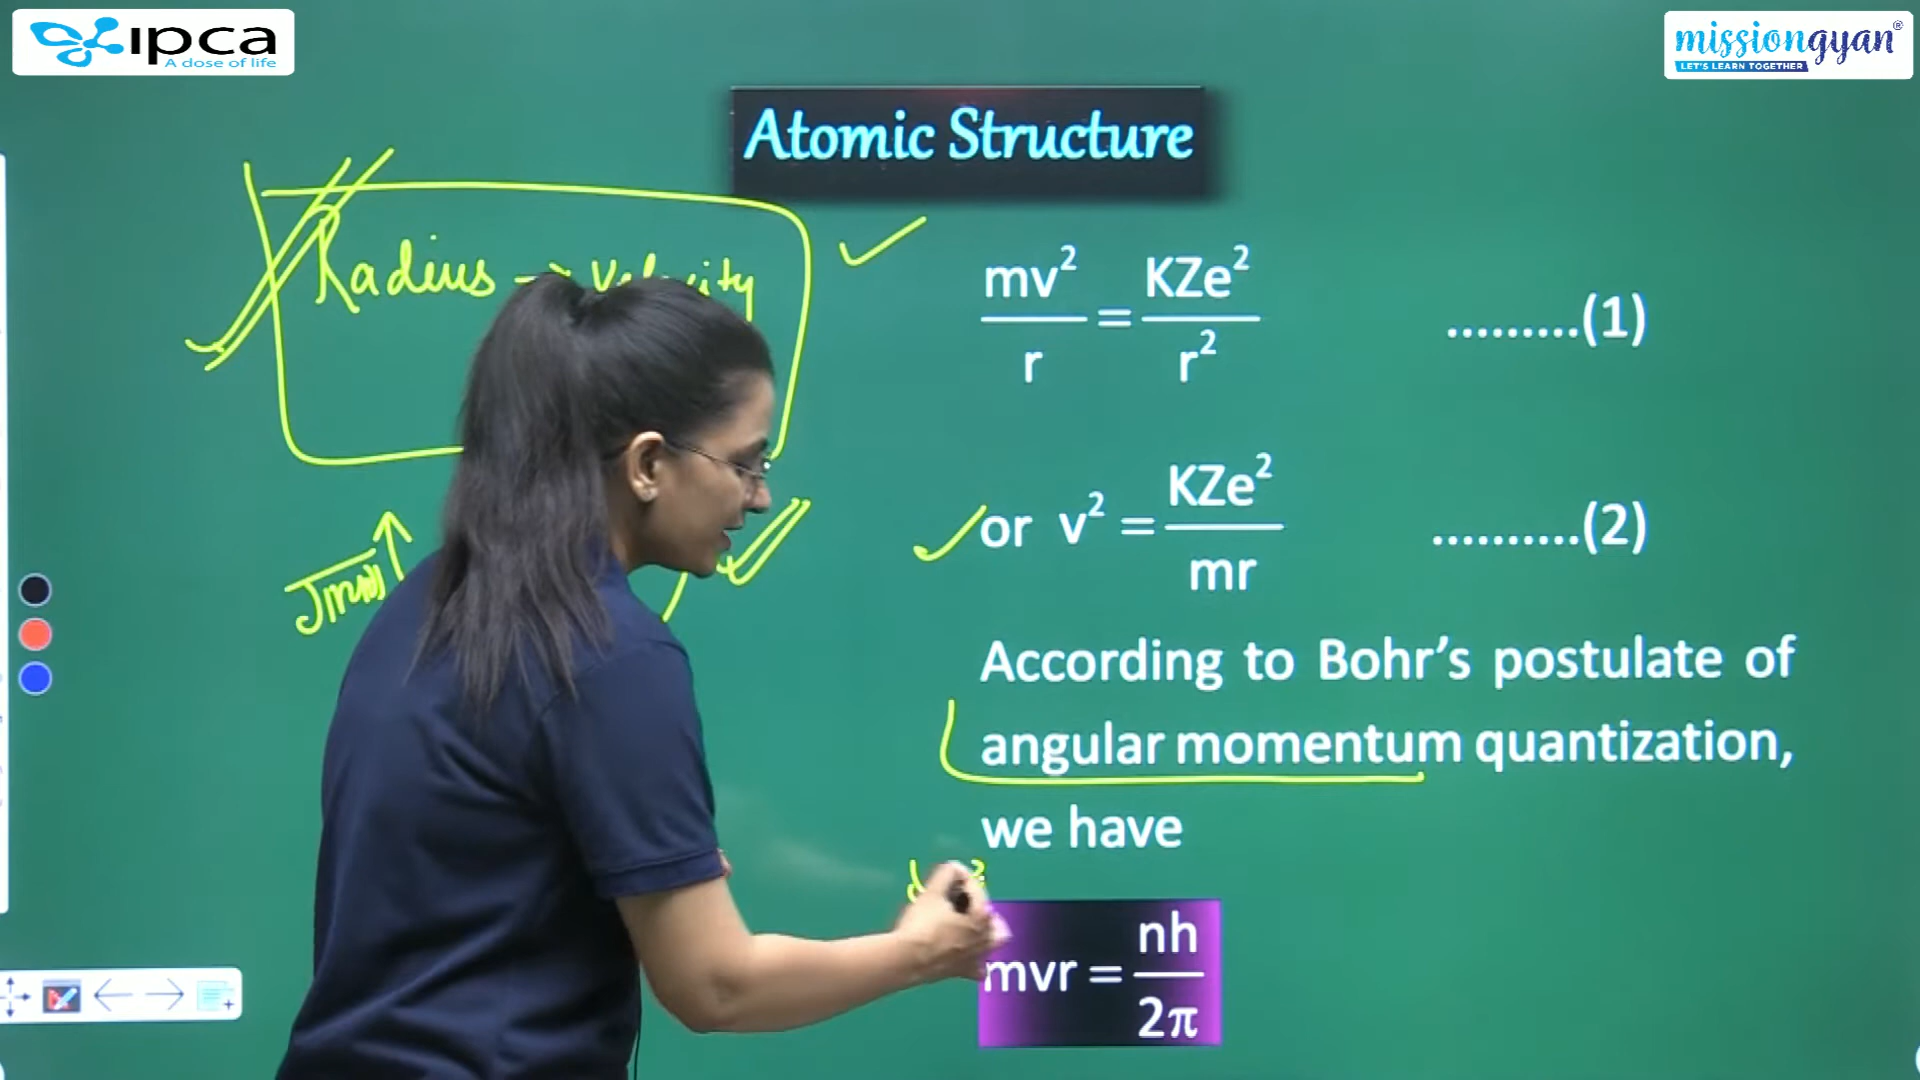 ipca
A dose of life
missiongyan®
LET'S LEARN TOGETHER
Atomic Structure
Radius → Velocity
mv²/r = KZe²/r² .........(1)
or v² = KZe²/mr ..........(2)
According to Bohr's postulate of
angular momentum quantization,
we have
mvr = nh/2π